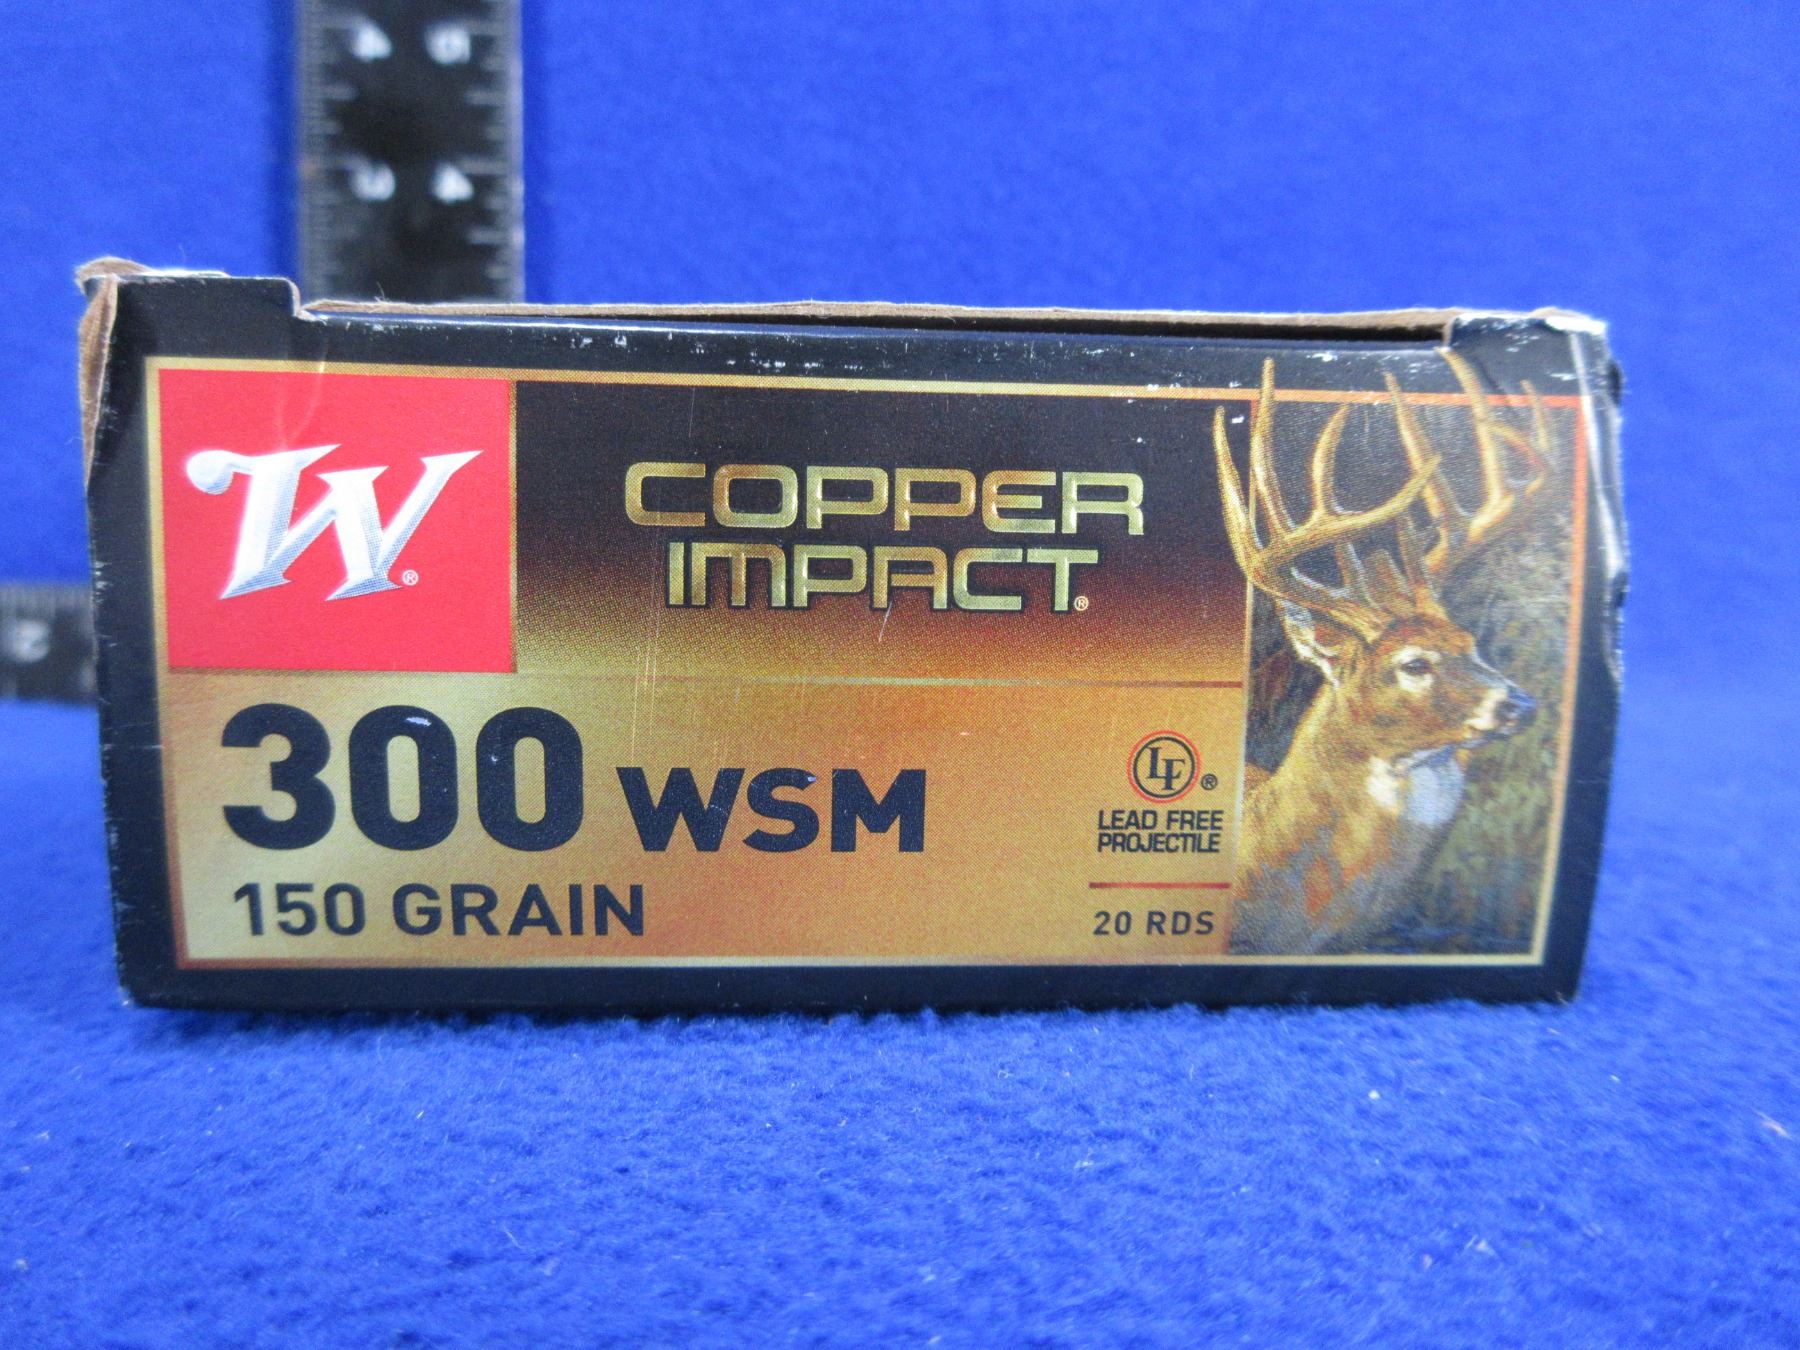 W®
COPPER
IMPACT®
300 WSM
150 GRAIN
LF®
LEAD FREE
PROJECTILE
20 RDS